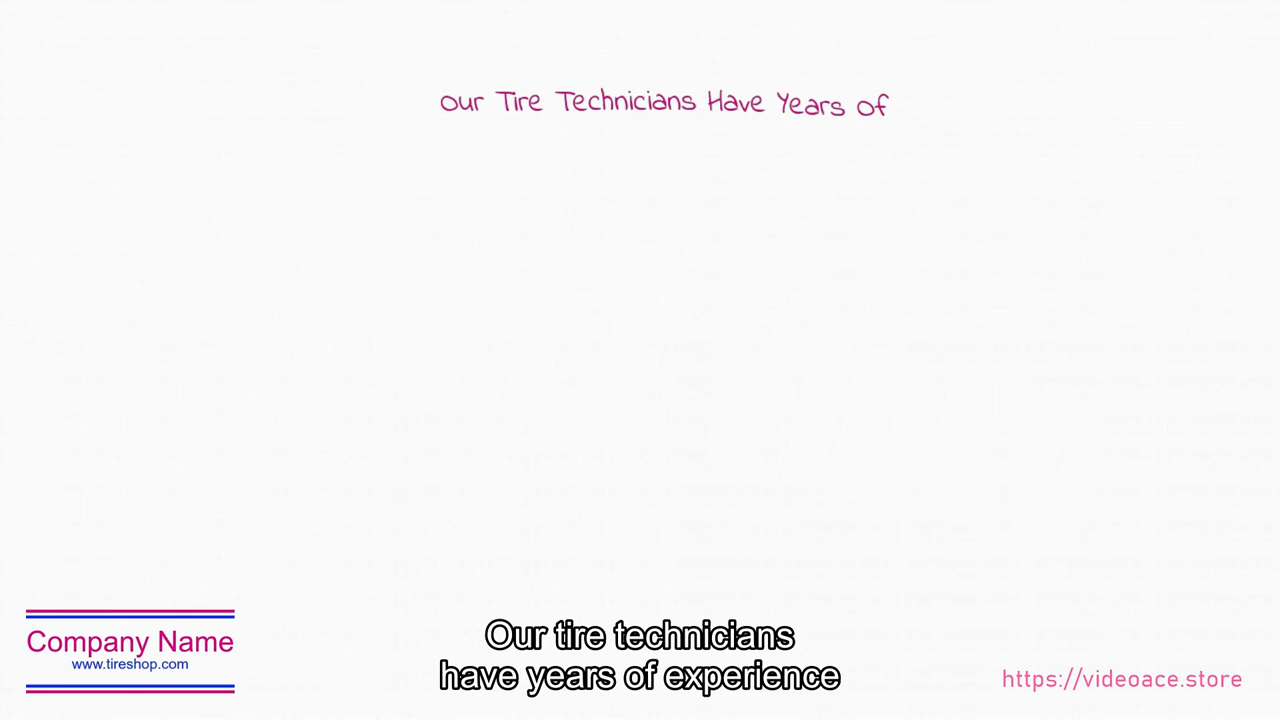 Our Tire Technicians Have Years Of
Company Name
www.tireshop.com
Our tire technicians
have years of experience
https://videoace.store